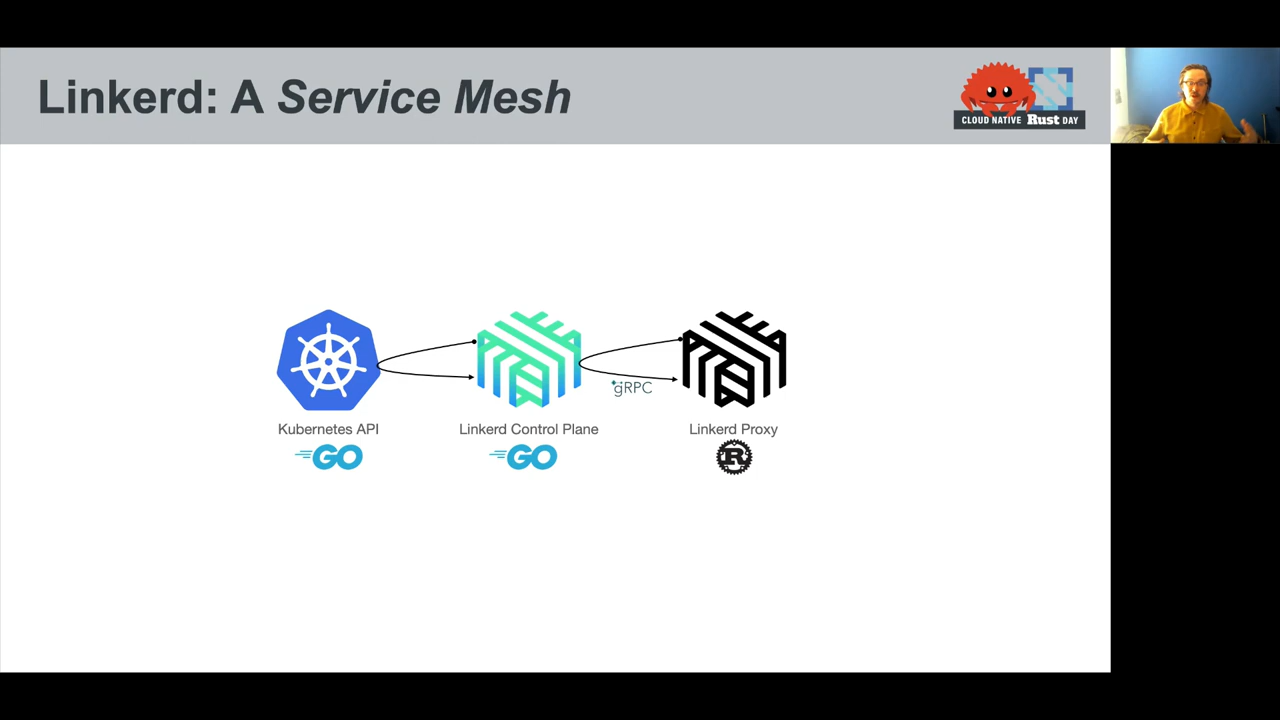 Linkerd: A Service Mesh
CLOUD NATIVE Rust DAY
gRPC
Kubernetes API
Linkerd Control Plane
Linkerd Proxy
GO
GO
R